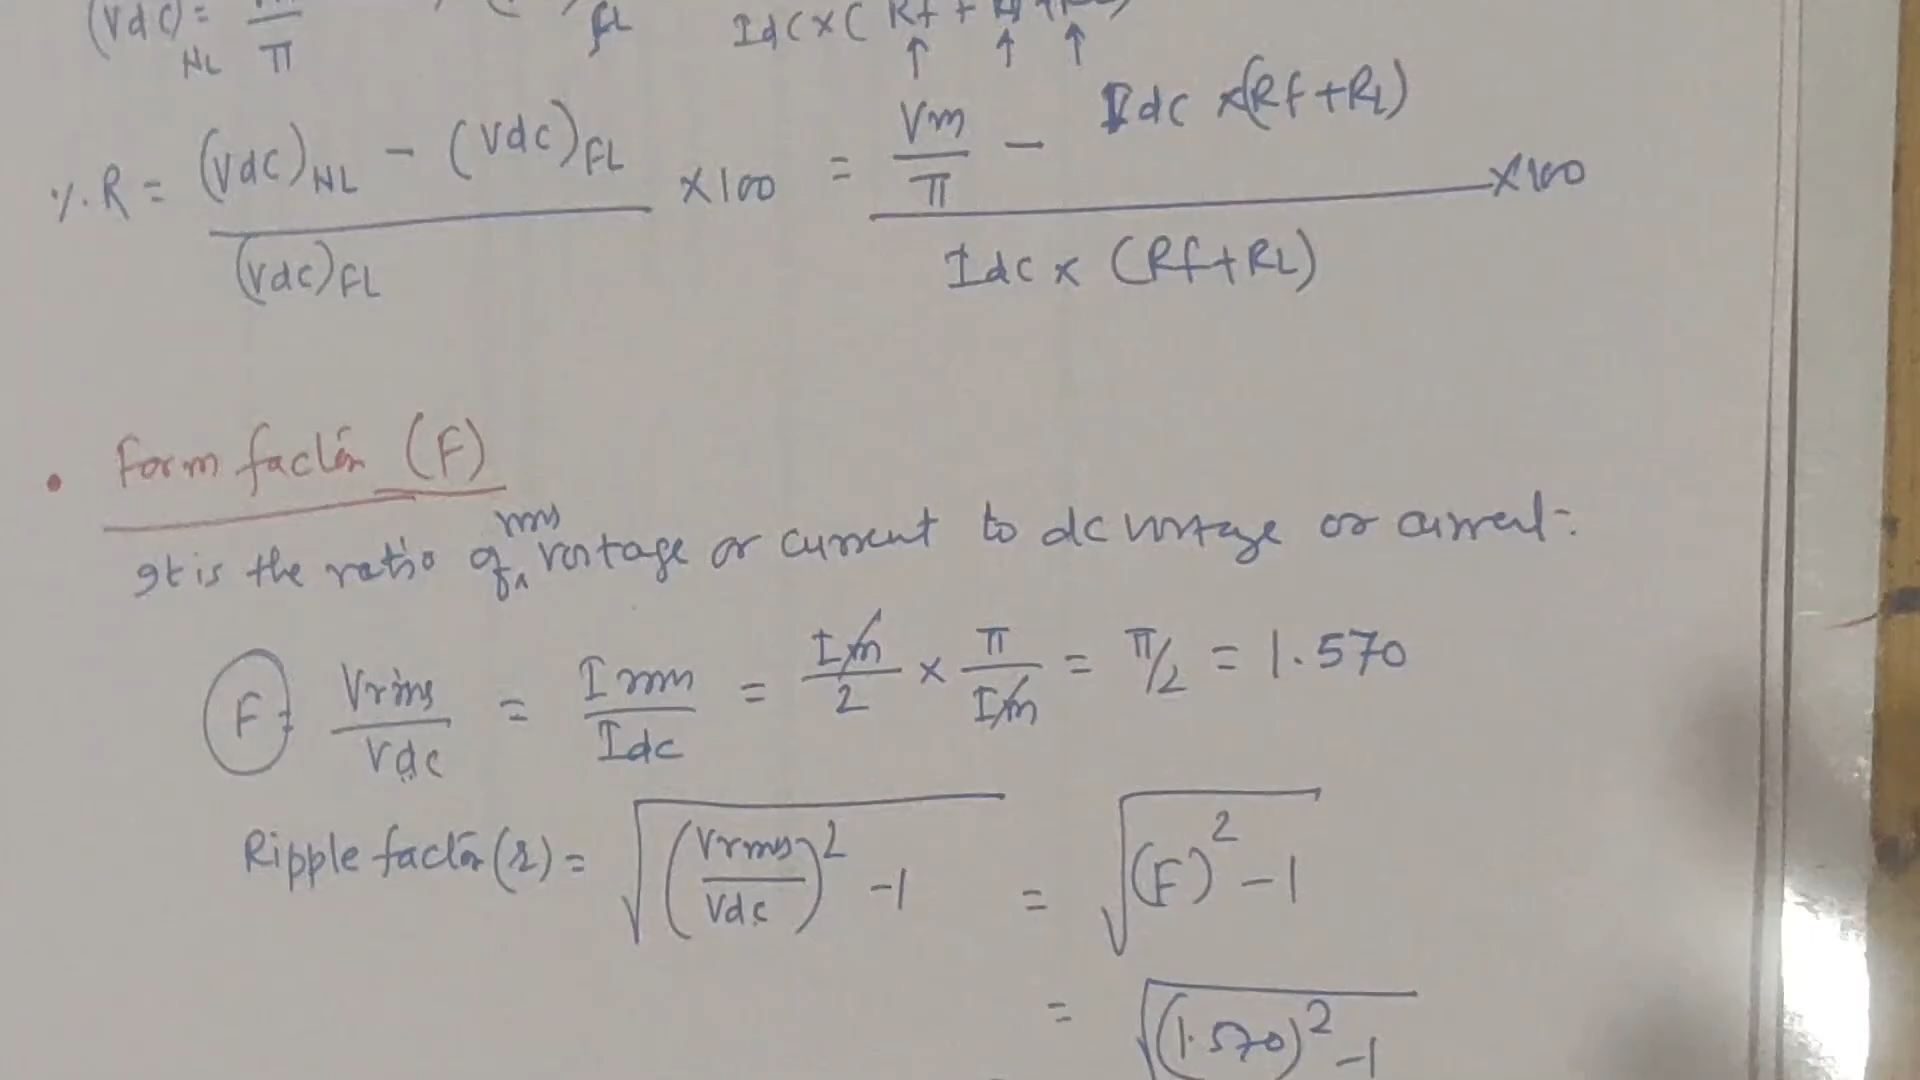 (Vdc)NL = /π FL Idc×(Rf +
%R = (Vdc)NL - (Vdc)FL / (Vdc)FL ×100 = Vm/π - Idc ×(Rf+RL) / Idc × (Rf+RL) ×100
• Form factor (F)
It is the ratio of rms voltage or current to dc voltage or current:
F = Vrms/Vdc = Irms/Idc = Im/2 × π/Im = π/2 = 1.570
Ripple factor (r) = √((Vrms/Vdc)² -1) = √((F)² -1)
= √((1.570)² -1)